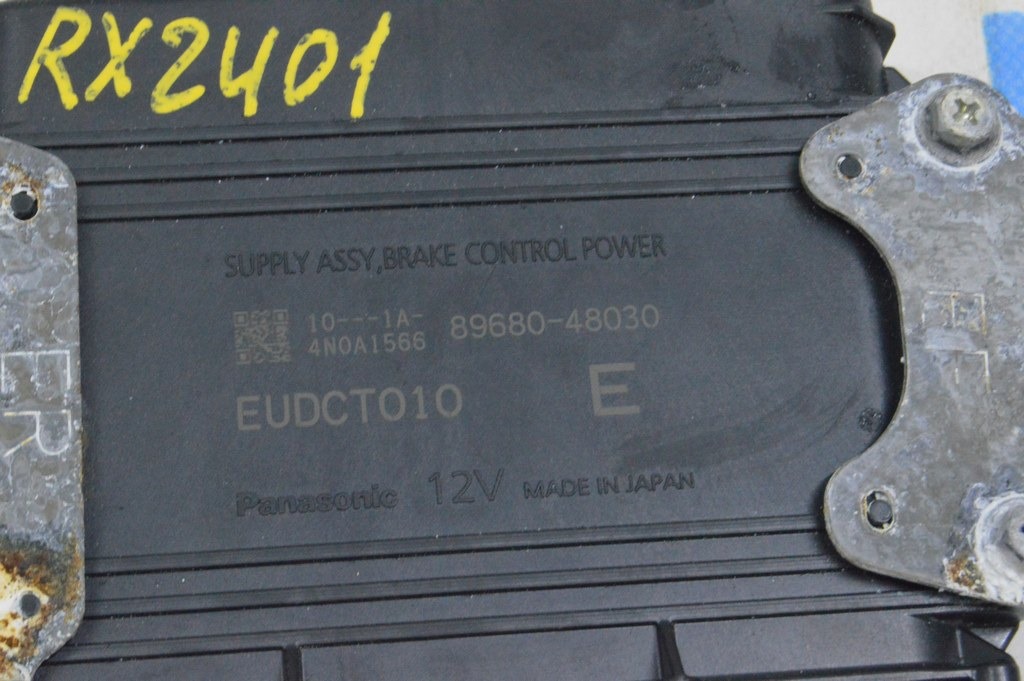 RX2401
SUPPLY ASSY,BRAKE CONTROL POWER
10---1A-
4N0A1566 89680-48030
EUDCT010 E
Panasonic 12V MADE IN JAPAN